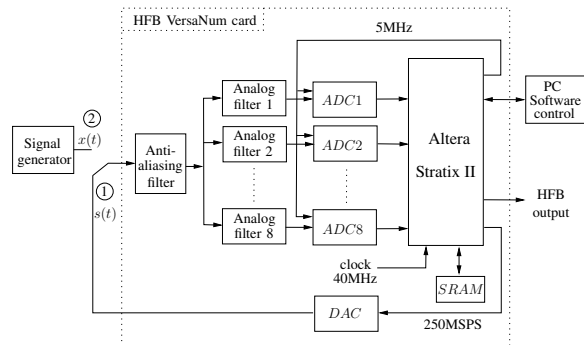 HFB VersaNum card
5MHz
Analog
filter 1
ADC1
PC
Software
control
②
x(t)
Signal
generator
Anti-
aliasing
filter
Analog
filter 2
ADC2
Altera
Stratix II
①
s(t)
Analog
filter 8
ADC8
HFB
output
clock
40MHz
SRAM
DAC
250MSPS